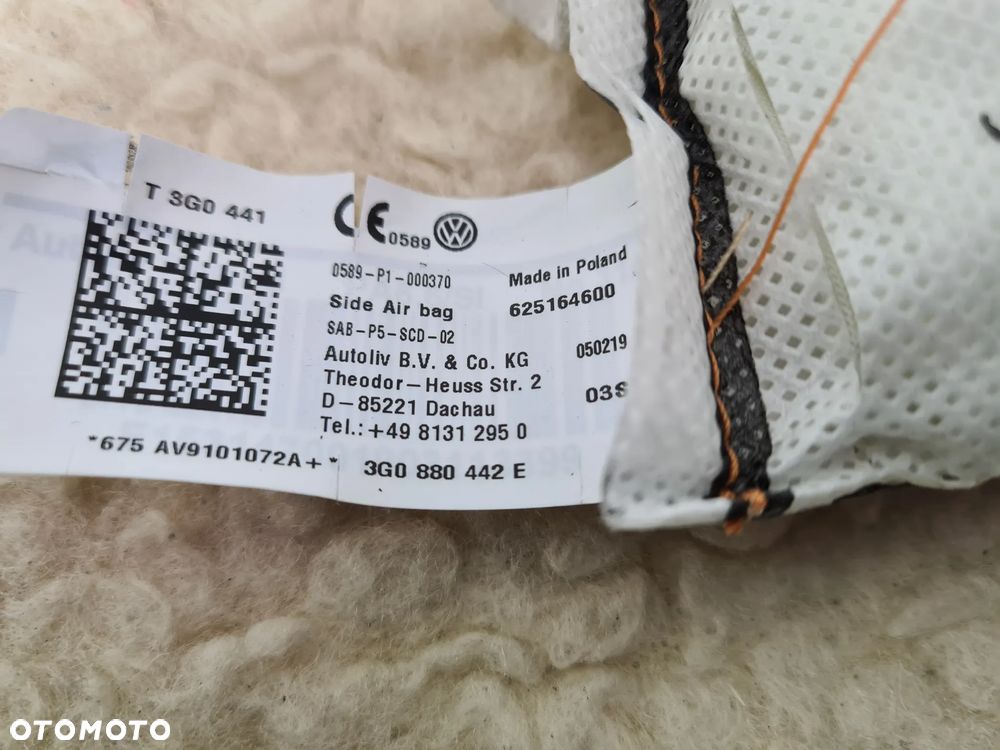 T 3G0 441
CE 0589
0589-P1-000370
Made in Poland
Side Air bag
625164600
SAB-P5-SCD-02
Autoliv B.V. & Co. KG
050219
Theodor-Heuss Str. 2
03S
D-85221 Dachau
Tel.: +49 8131 295 0
*675 AV9101072A+*
3G0 880 442 E
OTOMOTO